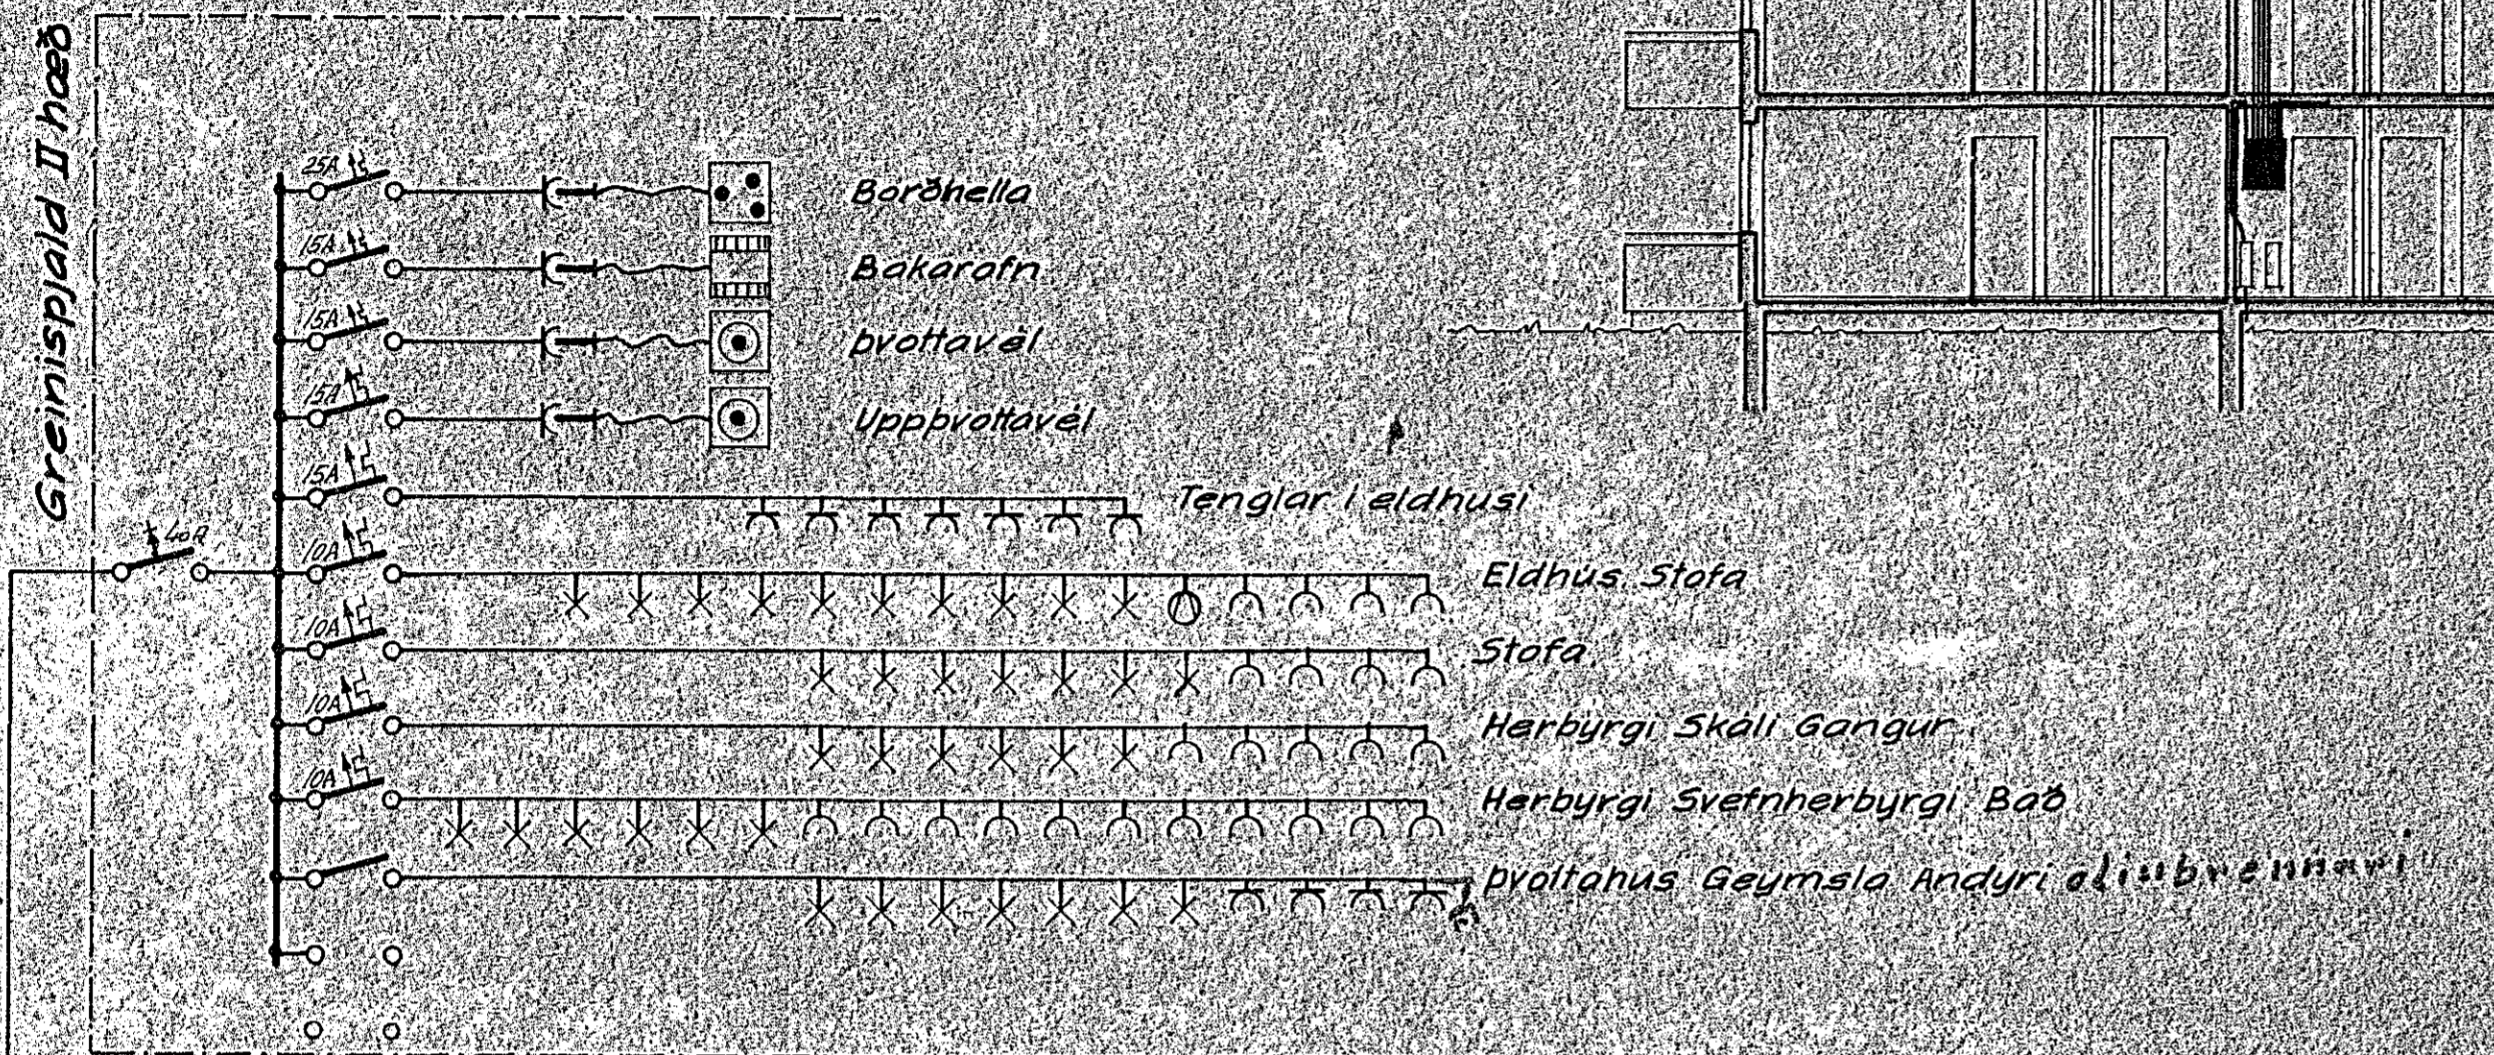 Greinispjald II hæð
25A
Borðhella
15A
Bakarofn
15A
þvottavél
15A
Uppþvottavél
15A
Tenglar í eldhúsi
40A
10A
Eldhús Stofa
10A
Stofa
10A
Herbyrgi Skáli Gangur
10A
Herbyrgi Svefnherbyrgi Bað
þvottahús Geymsla Andyri olíubrennari